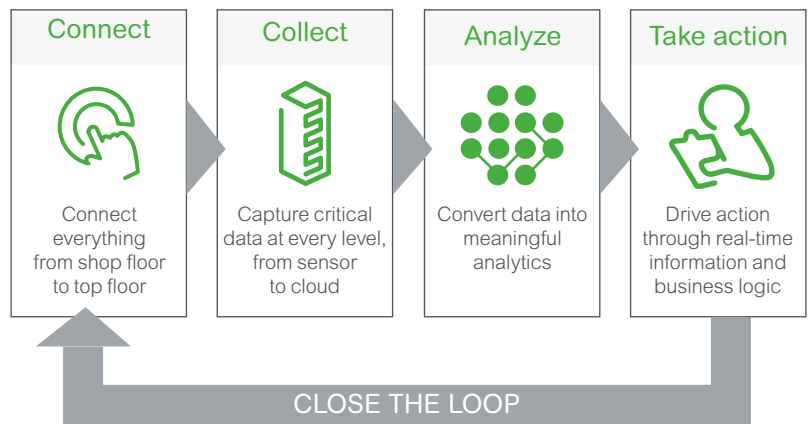 Connect
Connect
everything
from shop floor
to top floor
Collect
Capture critical
data at every level,
from sensor
to cloud
Analyze
Convert data into
meaningful
analytics
Take action
Drive action
through real-time
information and
business logic
CLOSE THE LOOP